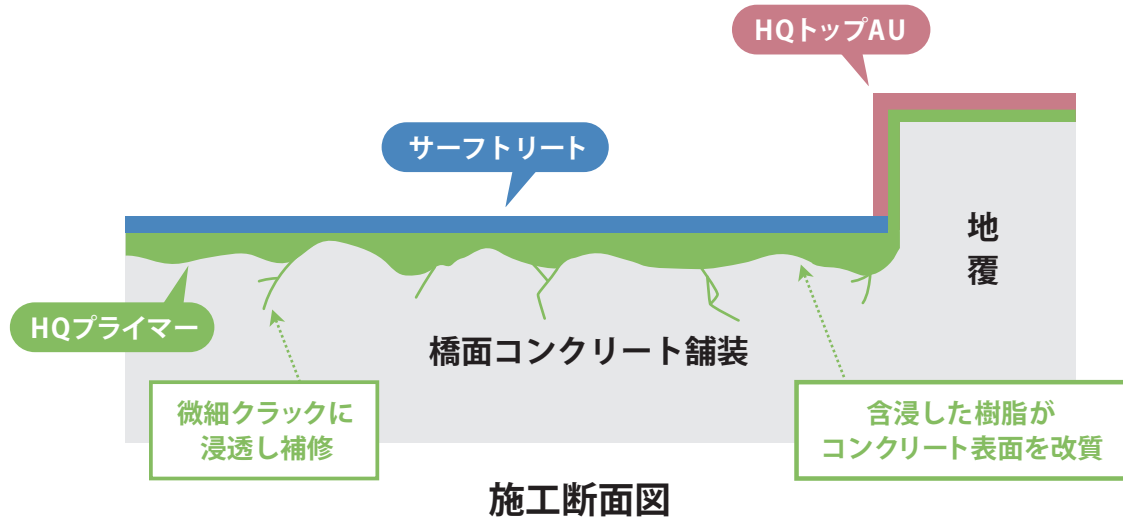 HQトップAU
サーフトリート
地
覆
HQプライマー
橋面コンクリート舗装
微細クラックに
浸透し補修
含浸した樹脂が
コンクリート表面を改質
施工断面図